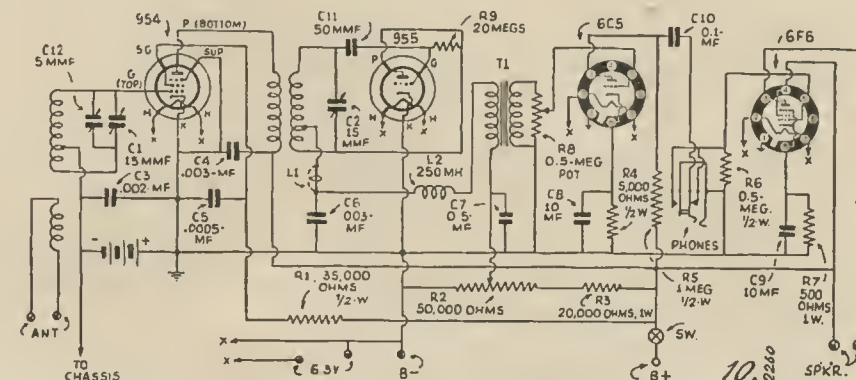 C12
5 MMF
954
P (BOTTOM)
SG
SUP
G
(TOP)
H
X
H
X
C1
15 MMF
C3
.002-MF
C4
.003-MF
C5
.0005-
MF
C11
50 MMF
955
P
G
R9
20 MEGS
H
X
H
C2
15
MMF
L1
L2
250 MH
C6
003-
MF
C7
0.5-
MF
T1
6C5
X
R8
0.5-MEG
POT
C8
10
MF
R4
5,000
OHMS
1/2 W
C10
0.1-
MF
6F6
X
X
R6
0.5-
MEG.
1/2-W.
PHONES
R5
1 MEG
1/2-W
C9
10 MF
R7
500
OHMS
1W.
R1, 35,000
OHMS
1/2-W
R2
50,000 OHMS
R3
20,000 OHMS, 1W
- +
ANT
TO
CHASSIS
X
X
6.3V
B-
SW.
B+
10.
2260
SPKR.